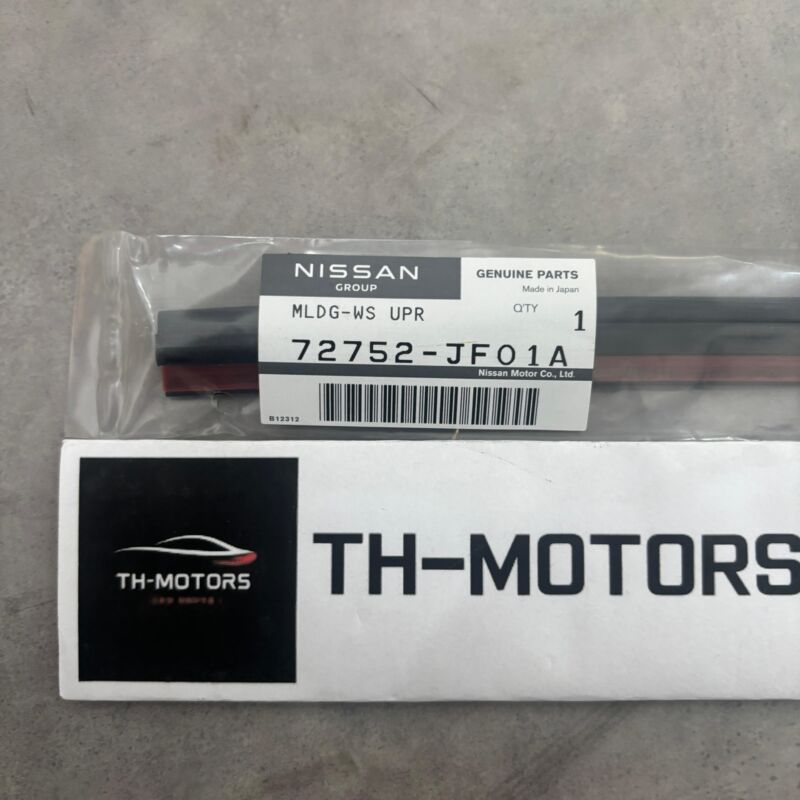 NISSAN
GROUP
GENUINE PARTS
Made in Japan
MLDG-WS UPR
Q'TY
1
72752-JF01A
Nissan Motor Co., Ltd.
B12312
TH-MOTORS
TH-MOTORS